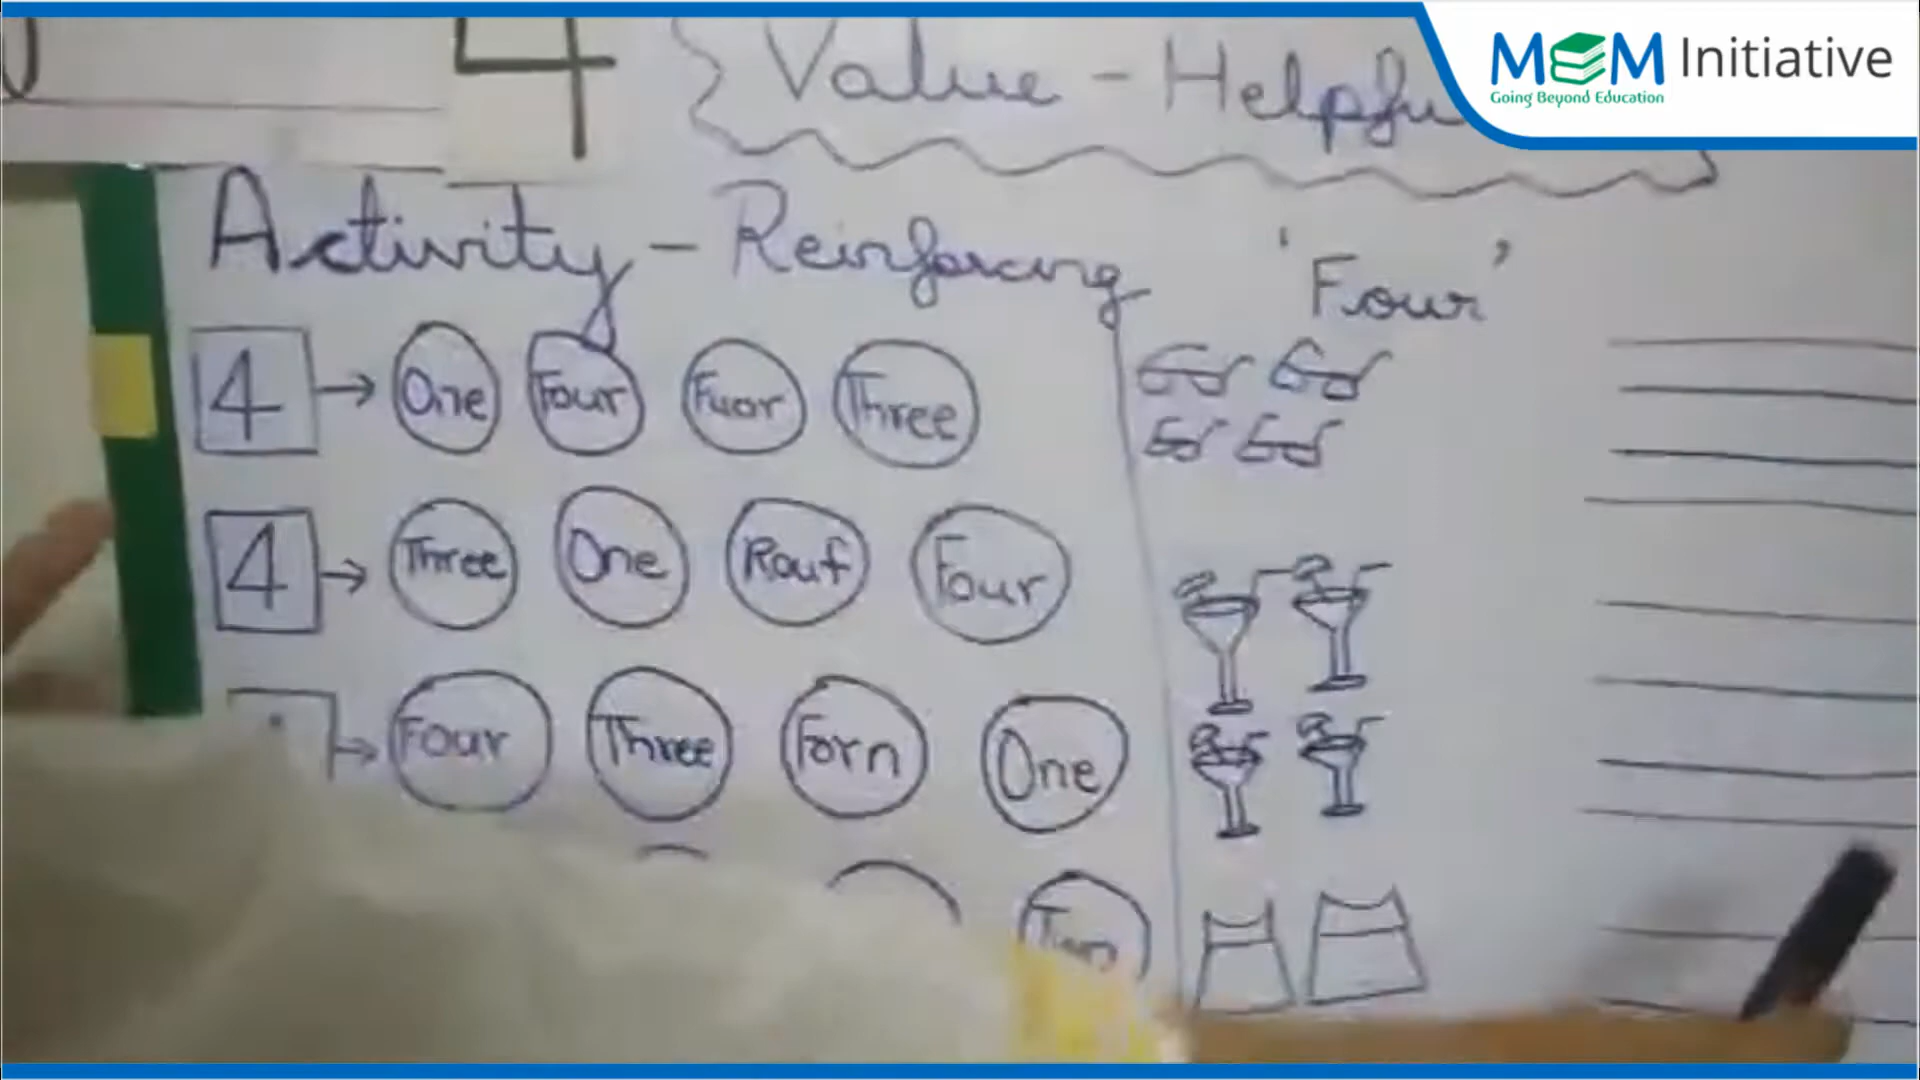 4
Value - Helpfu
MEM Initiative
Going Beyond Education
Activity - Reinforcing 'Four'
4 → One Four Fuor Three
4 → Three One Rouf Four
→ Four Three Forn One